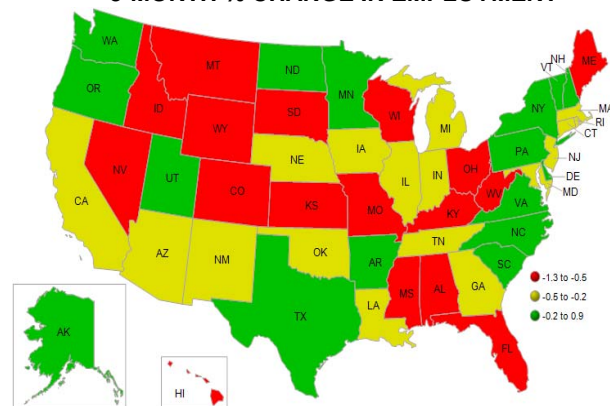 3-MONTH % CHANGE IN EMPLOYMENT
WA
MT
ND
MN
VT
NH
ME
OR
ID
SD
WI
MI
NY
MA
RI
CT
WY
NE
IA
PA
NJ
NV
UT
CO
IL
IN
OH
WV
DE
MD
CA
KS
MO
KY
VA
AZ
NM
OK
AR
TN
NC
SC
TX
LA
MS
AL
GA
FL
-1.3 to -0.5
-0.5 to -0.2
-0.2 to 0.9
AK
HI